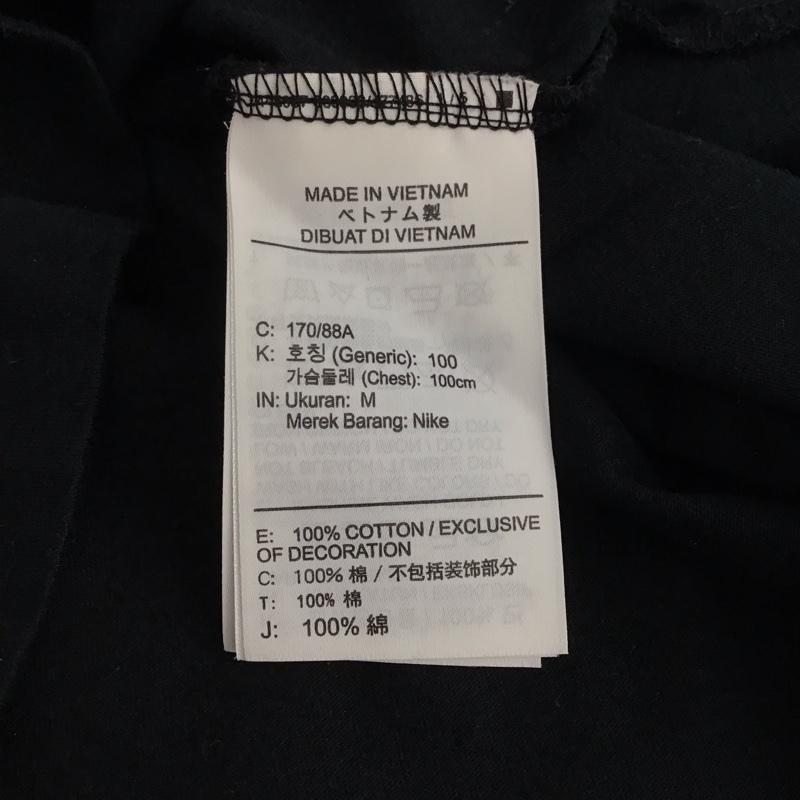 MADE IN VIETNAM
ベトナム製
DIBUAT DI VIETNAM
C: 170/88A
K: 호칭 (Generic): 100
가슴둘레 (Chest): 100cm
IN: Ukuran: M
Merek Barang: Nike
E: 100% COTTON / EXCLUSIVE
OF DECORATION
C: 100% 棉 / 不包括装饰部分
T: 100% 棉
J: 100% 綿